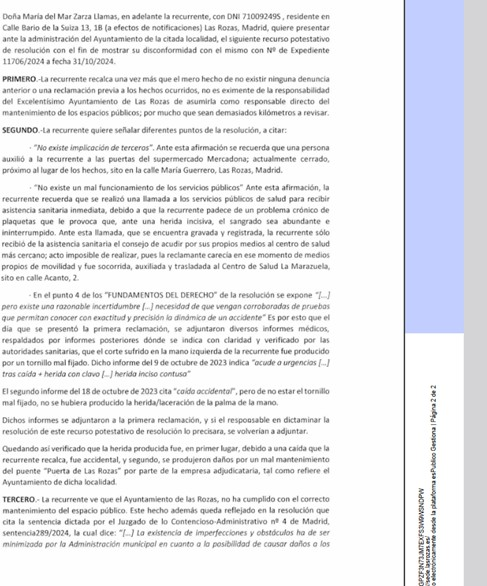 Doña María del Mar Zarza Llamas, en adelante la recurrente, con DNI 71009249S, residente en
Calle Bario de la Suiza 13, 1B (a efectos de notificaciones) Las Rozas, Madrid, quiere presentar
ante la administración del Ayuntamiento de la citada localidad, el siguiente recurso potestativo
de resolución con el fin de mostrar su disconformidad con el mismo con Nº de Expediente
11706/2024 a fecha 31/10/2024.
PRIMERO.-La recurrente recalca una vez más que el mero hecho de no existir ninguna denuncia
anterior o una reclamación previa a los hechos ocurridos, no es eximente de la responsabilidad
del Excelentísimo Ayuntamiento de Las Rozas de asumirla como responsable directo del
mantenimiento de los espacios públicos; por mucho que sean demasiados kilómetros a revisar.
SEGUNDO.-La recurrente quiere señalar diferentes puntos de la resolución, a citar:
- "No existe implicación de terceros". Ante esta afirmación se recuerda que una persona
auxilió a la recurrente a las puertas del supermercado Mercadona; actualmente cerrado,
próximo al lugar de los hechos, sito en la calle María Guerrero, Las Rozas, Madrid.
- "No existe un mal funcionamiento de los servicios públicos" Ante esta afirmación, la
recurrente recuerda que se realizó una llamada a los servicios públicos de salud para recibir
asistencia sanitaria inmediata, debido a que la recurrente padece de un problema crónico de
plaquetas que le provoca que, ante una herida incisiva, el sangrado sea abundante e
ininterrumpido. Ante esta llamada, que se encuentra gravada y registrada, la recurrente sólo
recibió de la asistencia sanitaria el consejo de acudir por sus propios medios al centro de salud
más cercano; acto imposible de realizar, pues la reclamante carecía en ese momento de medios
propios de movilidad y fue socorrida, auxiliada y trasladada al Centro de Salud La Marazuela,
sito en calle Acanto, 2.
- En el punto 4 de los "FUNDAMENTOS DEL DERECHO" de la resolución se expone "[...]
pero existe una razonable incertidumbre [...] necesidad de que vengan corroboradas de pruebas
que permitan conocer con exactitud y precisión la dinámica de un accidente" Es por esto que el
día que se presentó la primera reclamación, se adjuntaron diversos informes médicos,
respaldados por informes posteriores dónde se indica con claridad y verificado por las
autoridades sanitarias, que el corte sufrido en la mano izquierda de la recurrente fue producido
por un tornillo mal fijado. Dicho informe del 9 de octubre de 2023 indica "acude a urgencias [...]
tras caída + herida con clavo [...] herida inciso contusa"
El segundo informe del 18 de octubre de 2023 cita "caída accidental", pero de no estar el tornillo
mal fijado, no se hubiera producido la herida/laceración de la palma de la mano.
Dichos informes se adjuntaron a la primera reclamación, y si el responsable en dictaminar la
resolución de este recurso potestativo de resolución lo precisara, se volverían a adjuntar.
Quedando así verificado que la herida producida fue, en primer lugar, debido a una caída que la
recurrente recalca, fue accidental, y segundo, se produjeron daños por un mal mantenimiento
del puente "Puerta de Las Rozas" por parte de la empresa adjudicataria, tal como refiere el
Ayuntamiento de dicha localidad.
TERCERO.- La recurrente ve que el Ayuntamiento de las Rozas, no ha cumplido con el correcto
mantenimiento del espacio público. Este hecho además queda reflejado en la resolución que
cita la sentencia dictada por el Juzgado de lo Contencioso-Administrativo nº 4 de Madrid,
sentencia289/2024, la cual dice: "[...] La existencia de imperfecciones y obstáculos ha de ser
minimizada por la Administración municipal en cuanto a la posibilidad de causar daños a los
electrónicamente desde la plataforma esPublico Gestiona | Página 2 de 2